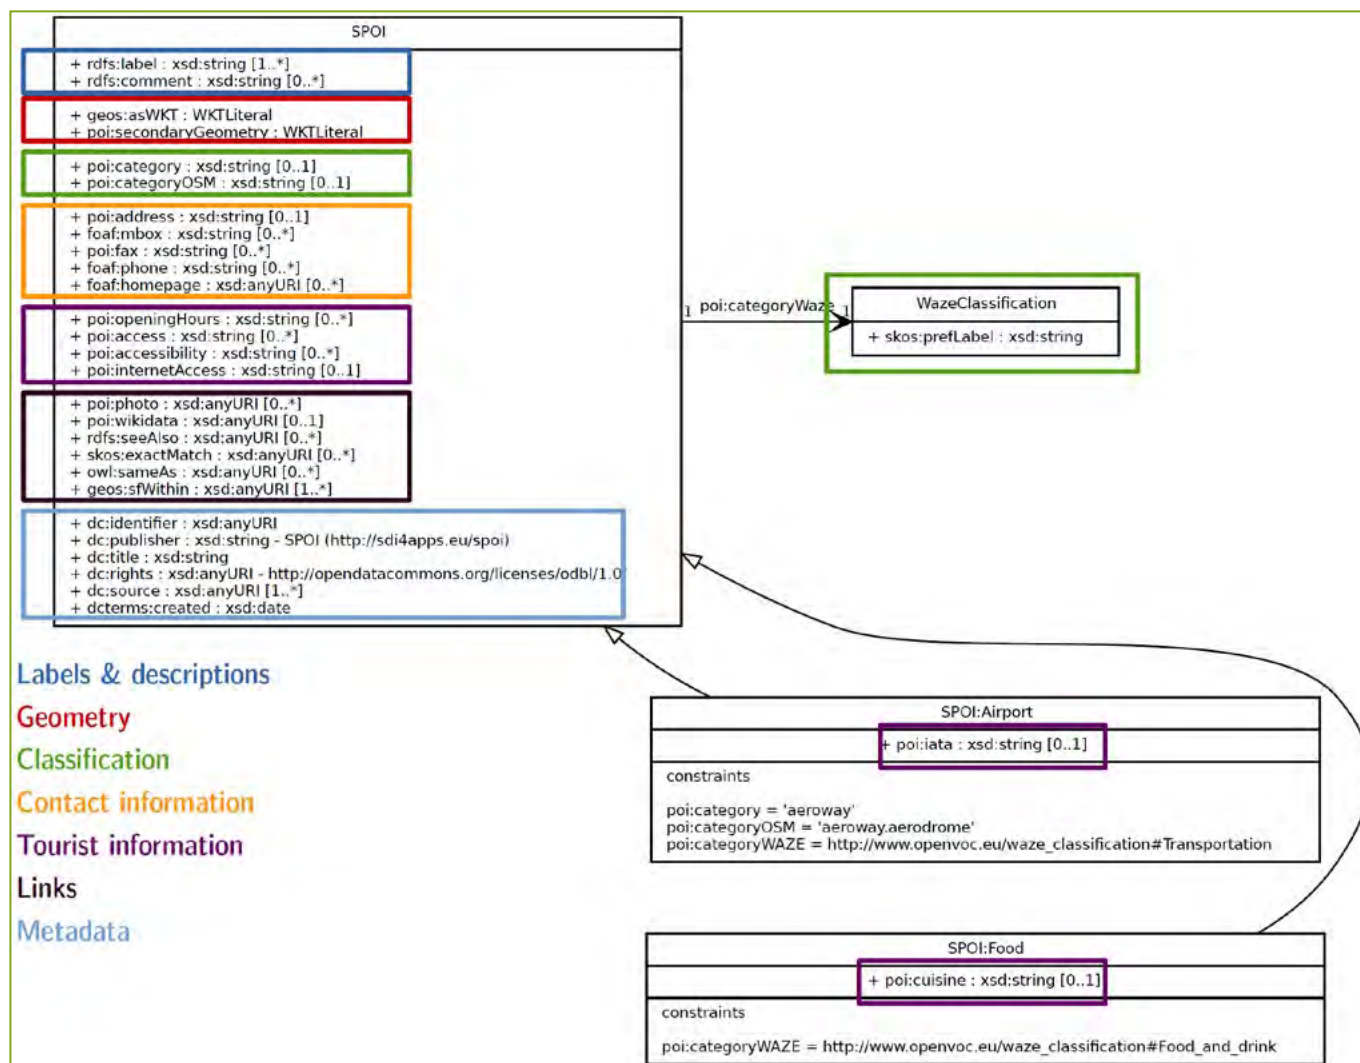 SPOI
+ rdfs:label : xsd:string [1..*]
+ rdfs:comment : xsd:string [0..*]
+ geos:asWKT : WKTLiteral
+ poi:secondaryGeometry : WKTLiteral
+ poi:category : xsd:string [0..1]
+ poi:categoryOSM : xsd:string [0..1]
+ poi:address : xsd:string [0..1]
+ foaf:mbox : xsd:string [0..*]
+ poi:fax : xsd:string [0..*]
+ foaf:phone : xsd:string [0..*]
+ foaf:homepage : xsd:anyURI [0..*]
+ poi:openingHours : xsd:string [0..*]
+ poi:access : xsd:string [0..*]
+ poi:accessibility : xsd:string [0..*]
+ poi:internetAccess : xsd:string [0..1]
+ poi:photo : xsd:anyURI [0..*]
+ poi:wikidata : xsd:anyURI [0..1]
+ rdfs:seeAlso : xsd:anyURI [0..*]
+ skos:exactMatch : xsd:anyURI [0..*]
+ owl:sameAs : xsd:anyURI [0..*]
+ geos:sfWithin : xsd:anyURI [1..*]
+ dc:identifier : xsd:anyURI
+ dc:publisher : xsd:string - SPOI (http://sdi4apps.eu/spoi)
+ dc:title : xsd:string
+ dc:rights : xsd:anyURI - http://opendatacommons.org/licenses/odbl/1.0
+ dc:source : xsd:anyURI [1..*]
+ dcterms:created : xsd:date
1 poi:categoryWaze 1
WazeClassification
+ skos:prefLabel : xsd:string
Labels & descriptions
Geometry
Classification
Contact information
Tourist information
Links
Metadata
SPOI:Airport
+ poi:iata : xsd:string [0..1]
constraints
poi:category = 'aeroway'
poi:categoryOSM = 'aeroway.aerodrome'
poi:categoryWAZE = http://www.openvoc.eu/waze_classification#Transportation
SPOI:Food
+ poi:cuisine : xsd:string [0..1]
constraints
poi:categoryWAZE = http://www.openvoc.eu/waze_classification#Food_and_drink